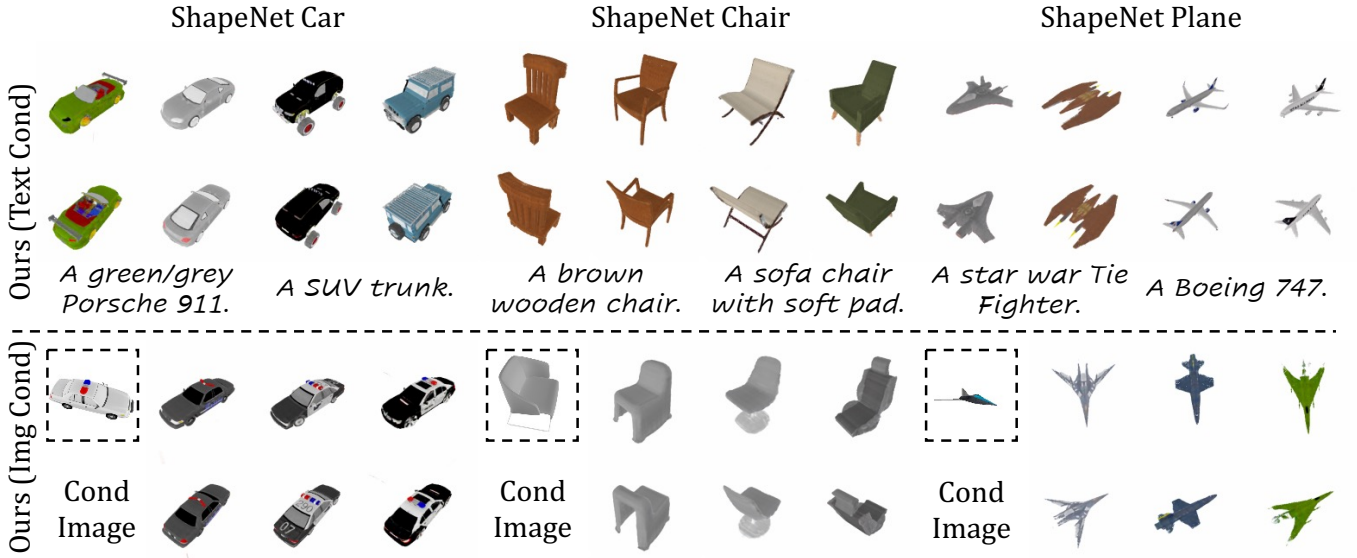 ShapeNet Car
ShapeNet Chair
ShapeNet Plane
Ours (Text Cond)
A green/grey
Porsche 911.
A SUV trunk.
A brown
wooden chair.
A sofa chair
with soft pad.
A star war Tie
Fighter.
A Boeing 747.
Ours (Img Cond)
Cond
Image
Cond
Image
Cond
Image
07